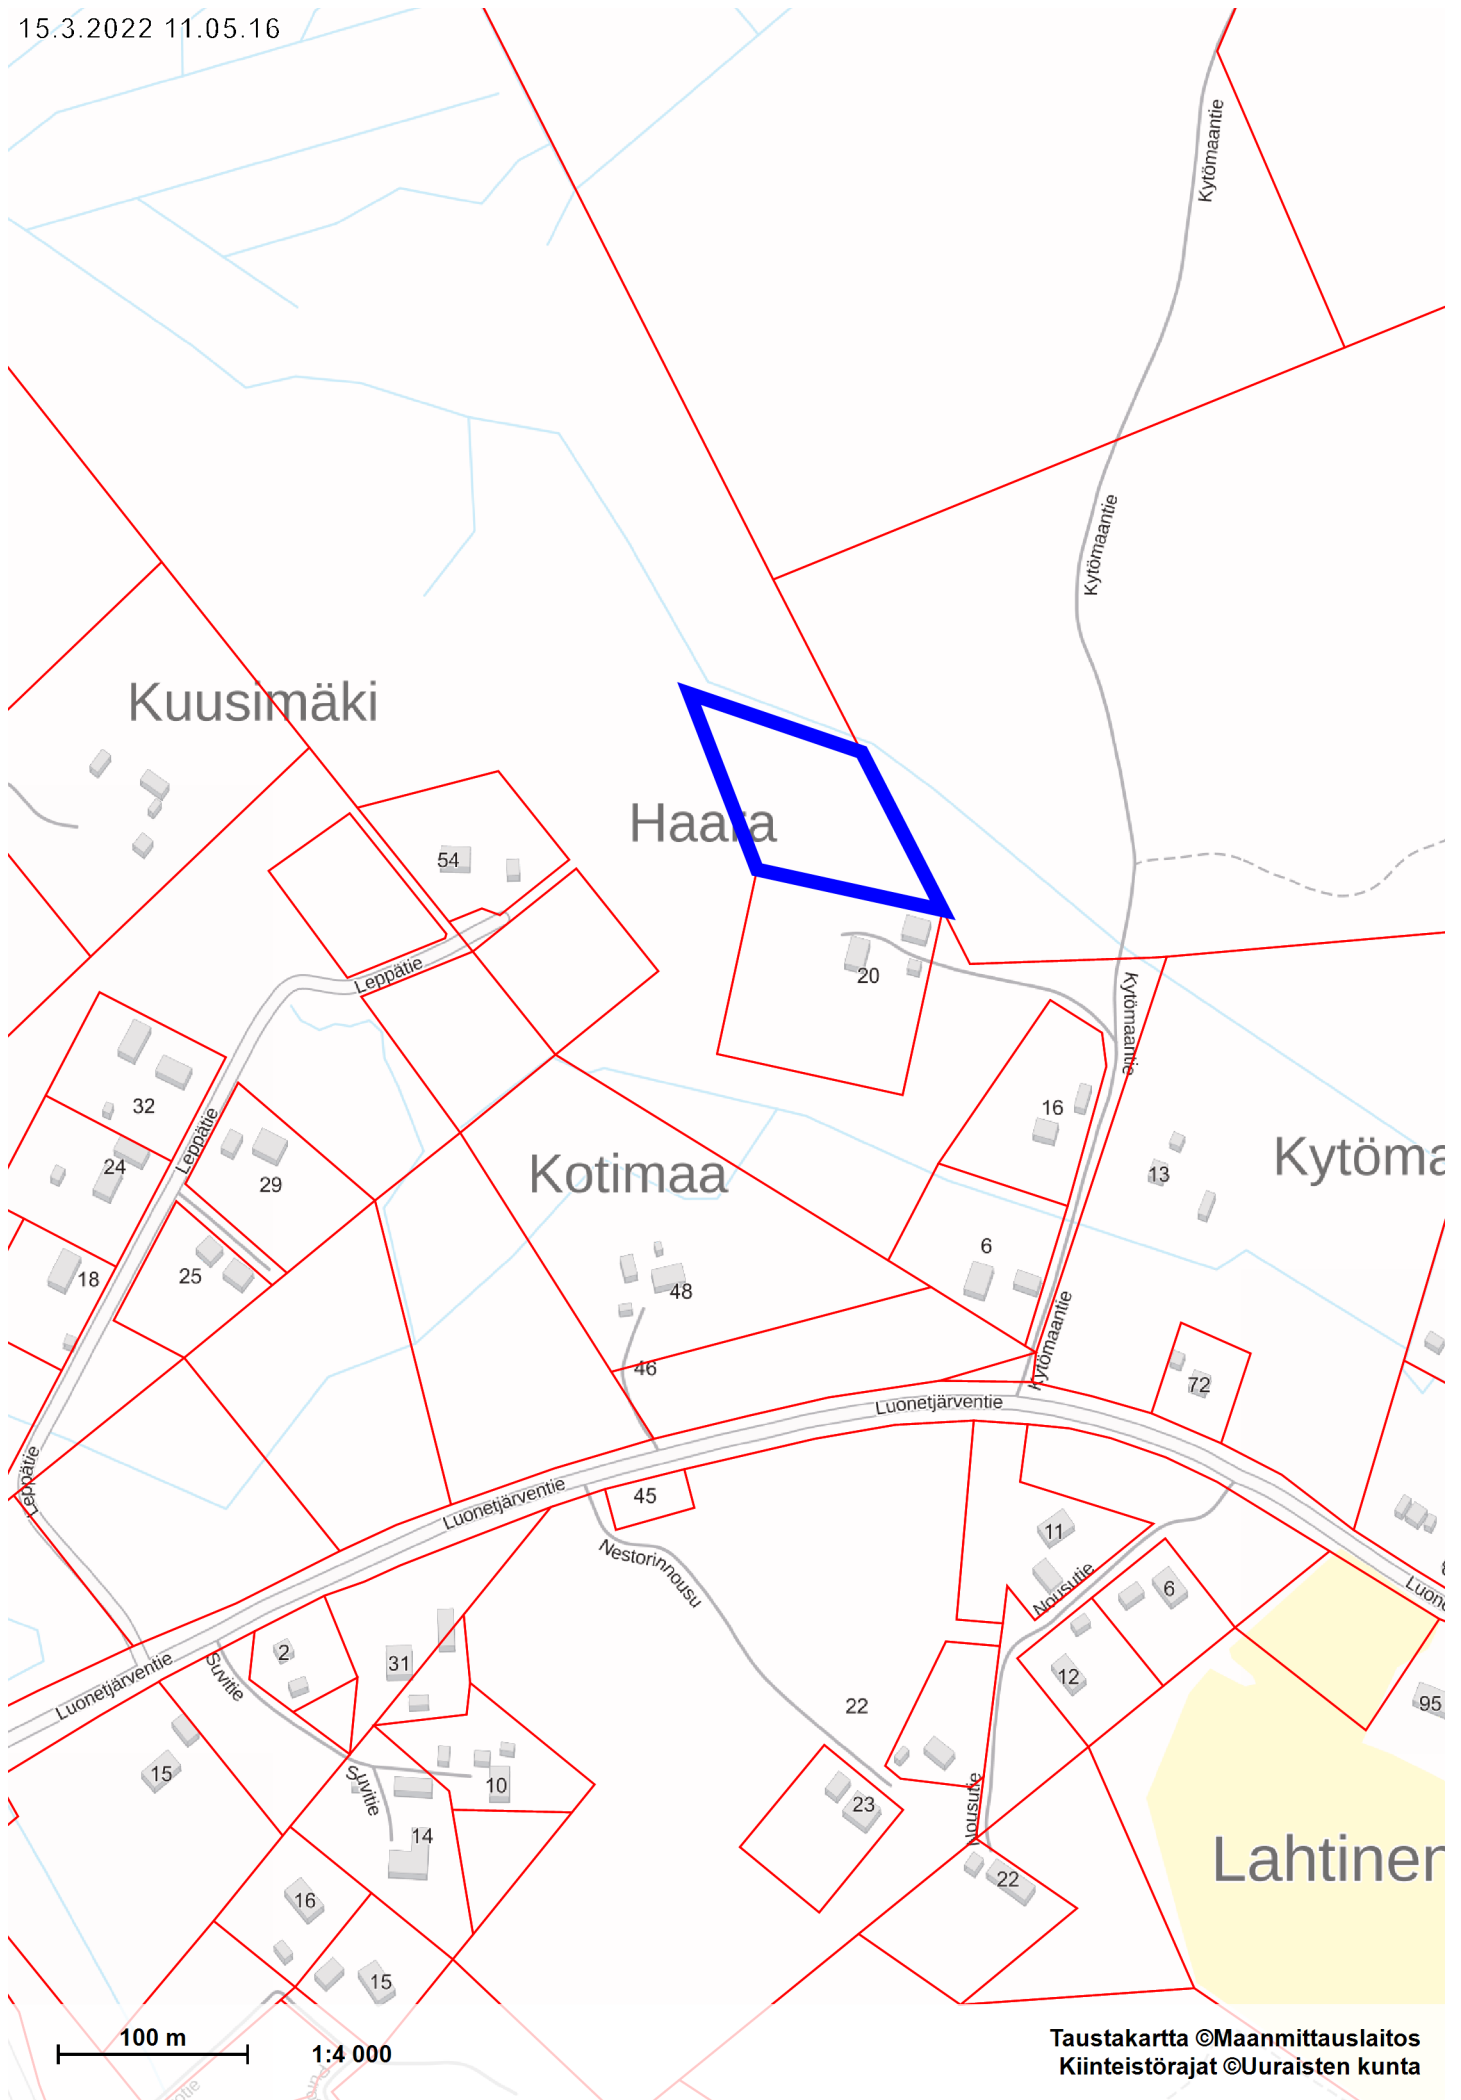 15.3.2022 11.05.16
Kytömaantie
Kytömaantie
Kuusimäki
Haara
54
Leppätie
20
Kytömaantie
32
16
Leppätie
24
29
Kotimaa
13
Kytöma
6
18
25
48
Kytömaantie
46
72
Luonetjärventie
Leppätie
45
Luonetjärventie
11
Nestorinnousu
Nousutie
6
Luone
2
31
Suvitie
12
Luonetjärventie
22
95
15
10
Suvitie
23
Nousutie
14
Lahtinen
22
16
15
100 m
1:4 000
Taustakartta ©Maanmittauslaitos
Kiinteistörajat ©Uuraisten kunta